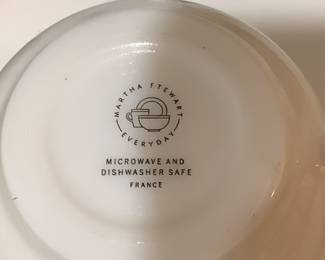 MARTHA STEWART
EVERYDAY
MICROWAVE AND
DISHWASHER SAFE
FRANCE